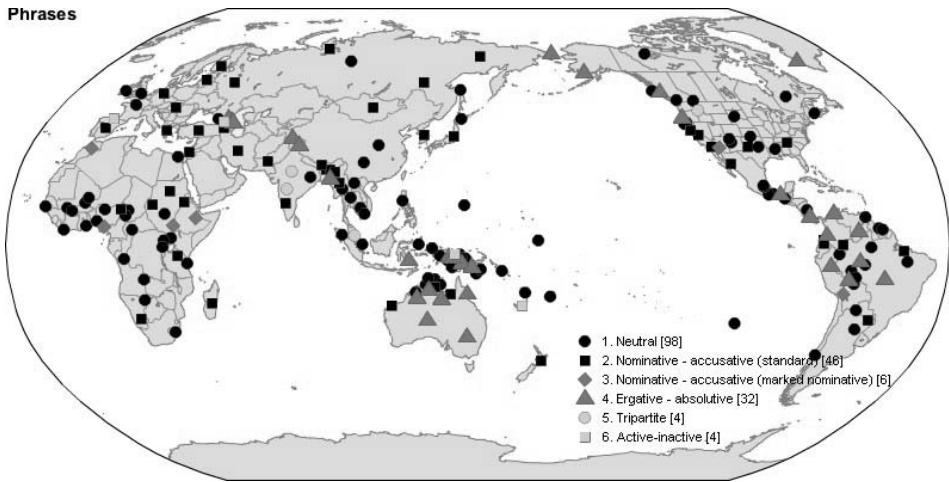 Phrases
1. Neutral [98]
2. Nominative - accusative (standard) [46]
3. Nominative - accusative (marked nominative) [6]
4. Ergative - absolutive [32]
5. Tripartite [4]
6. Active-inactive [4]